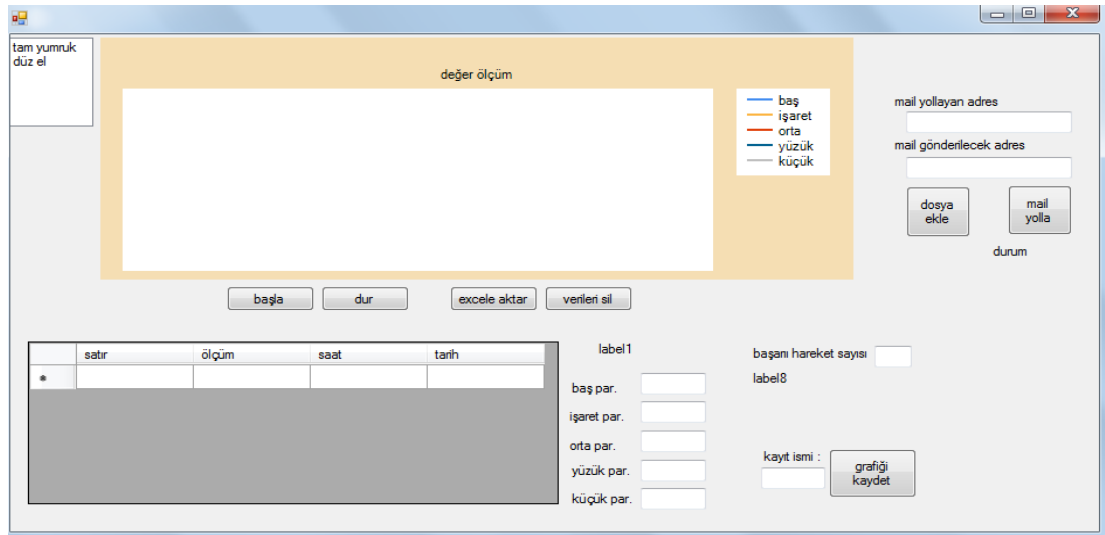 tam yumruk
düz el
değer ölçüm
baş
işaret
orta
yüzük
küçük
mail yollayan adres
mail gönderilecek adres
dosya
ekle
mail
yolla
durum
başla
dur
excele aktar
verileri sil
satır
ölçüm
saat
tarih
label1
baş par.
işaret par.
orta par.
yüzük par.
küçük par.
başarı hareket sayısı
label8
kayıt ismi :
grafiği
kaydet